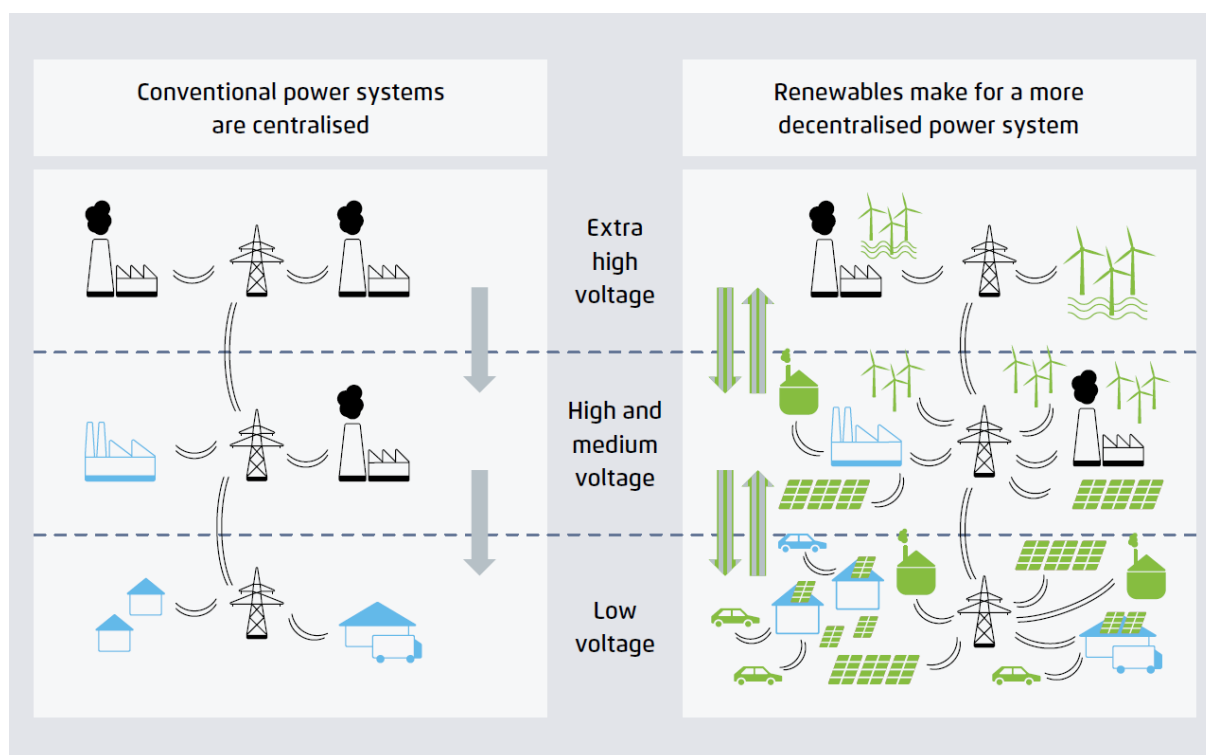 Conventional power systems
are centralised
Renewables make for a more
decentralised power system
Extra
high
voltage
High and
medium
voltage
Low
voltage